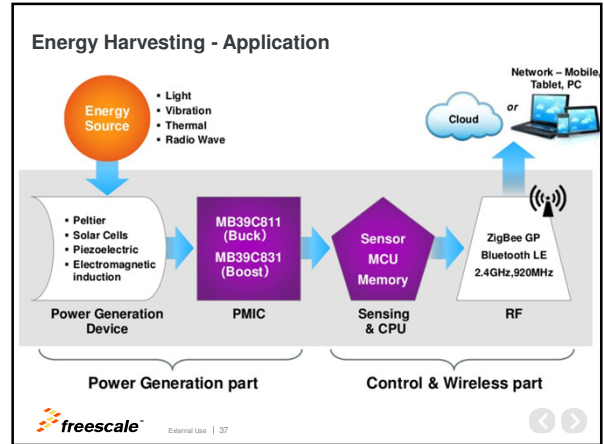 Energy Harvesting - Application
Energy
Source
▪ Light
▪ Vibration
▪ Thermal
▪ Radio Wave
Network – Mobile,
Tablet, PC
or
Cloud
▪ Peltier
▪ Solar Cells
▪ Piezoelectric
▪ Electromagnetic
induction
MB39C811
(Buck)
MB39C831
(Boost)
Sensor
MCU
Memory
ZigBee GP
Bluetooth LE
2.4GHz,920MHz
Power Generation
Device
PMIC
Sensing
& CPU
RF
Power Generation part
Control & Wireless part
freescale™
External Use | 37